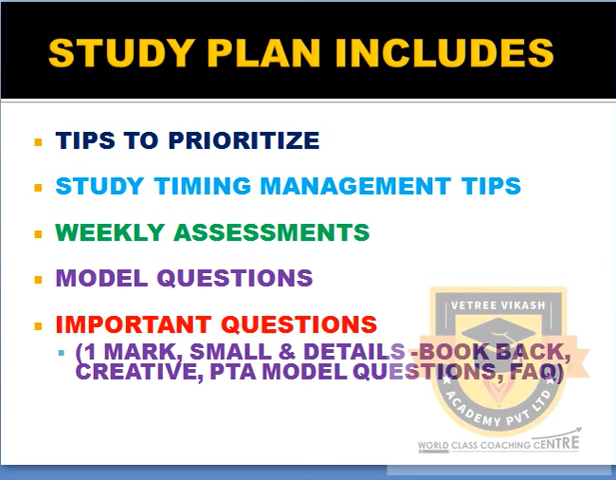 STUDY PLAN INCLUDES
TIPS TO PRIORITIZE
STUDY TIMING MANAGEMENT TIPS
WEEKLY ASSESSMENTS
MODEL QUESTIONS
IMPORTANT QUESTIONS
(1 MARK, SMALL & DETAILS -BOOK BACK,
CREATIVE, PTA MODEL QUESTIONS, FAQ)
VETREE VIKASH
ACADEMY PVT LTD
WORLD CLASS COACHING CENTRE